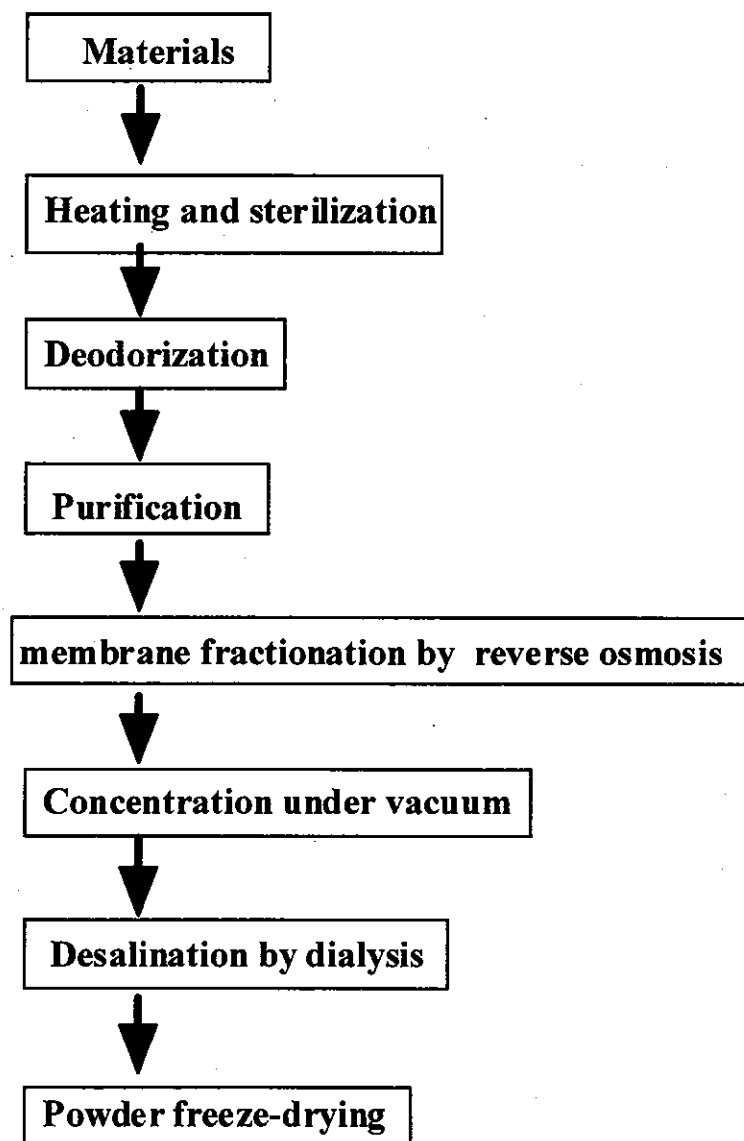 Materials
Heating and sterilization
Deodorization
Purification
membrane fractionation by reverse osmosis
Concentration under vacuum
Desalination by dialysis
Powder freeze-drying